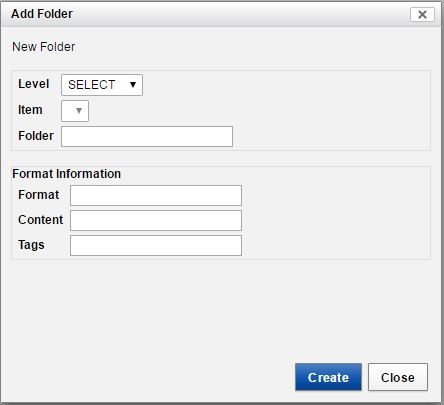 Add Folder
New Folder
Level SELECT
Item
Folder
Format Information
Format
Content
Tags
Create Close